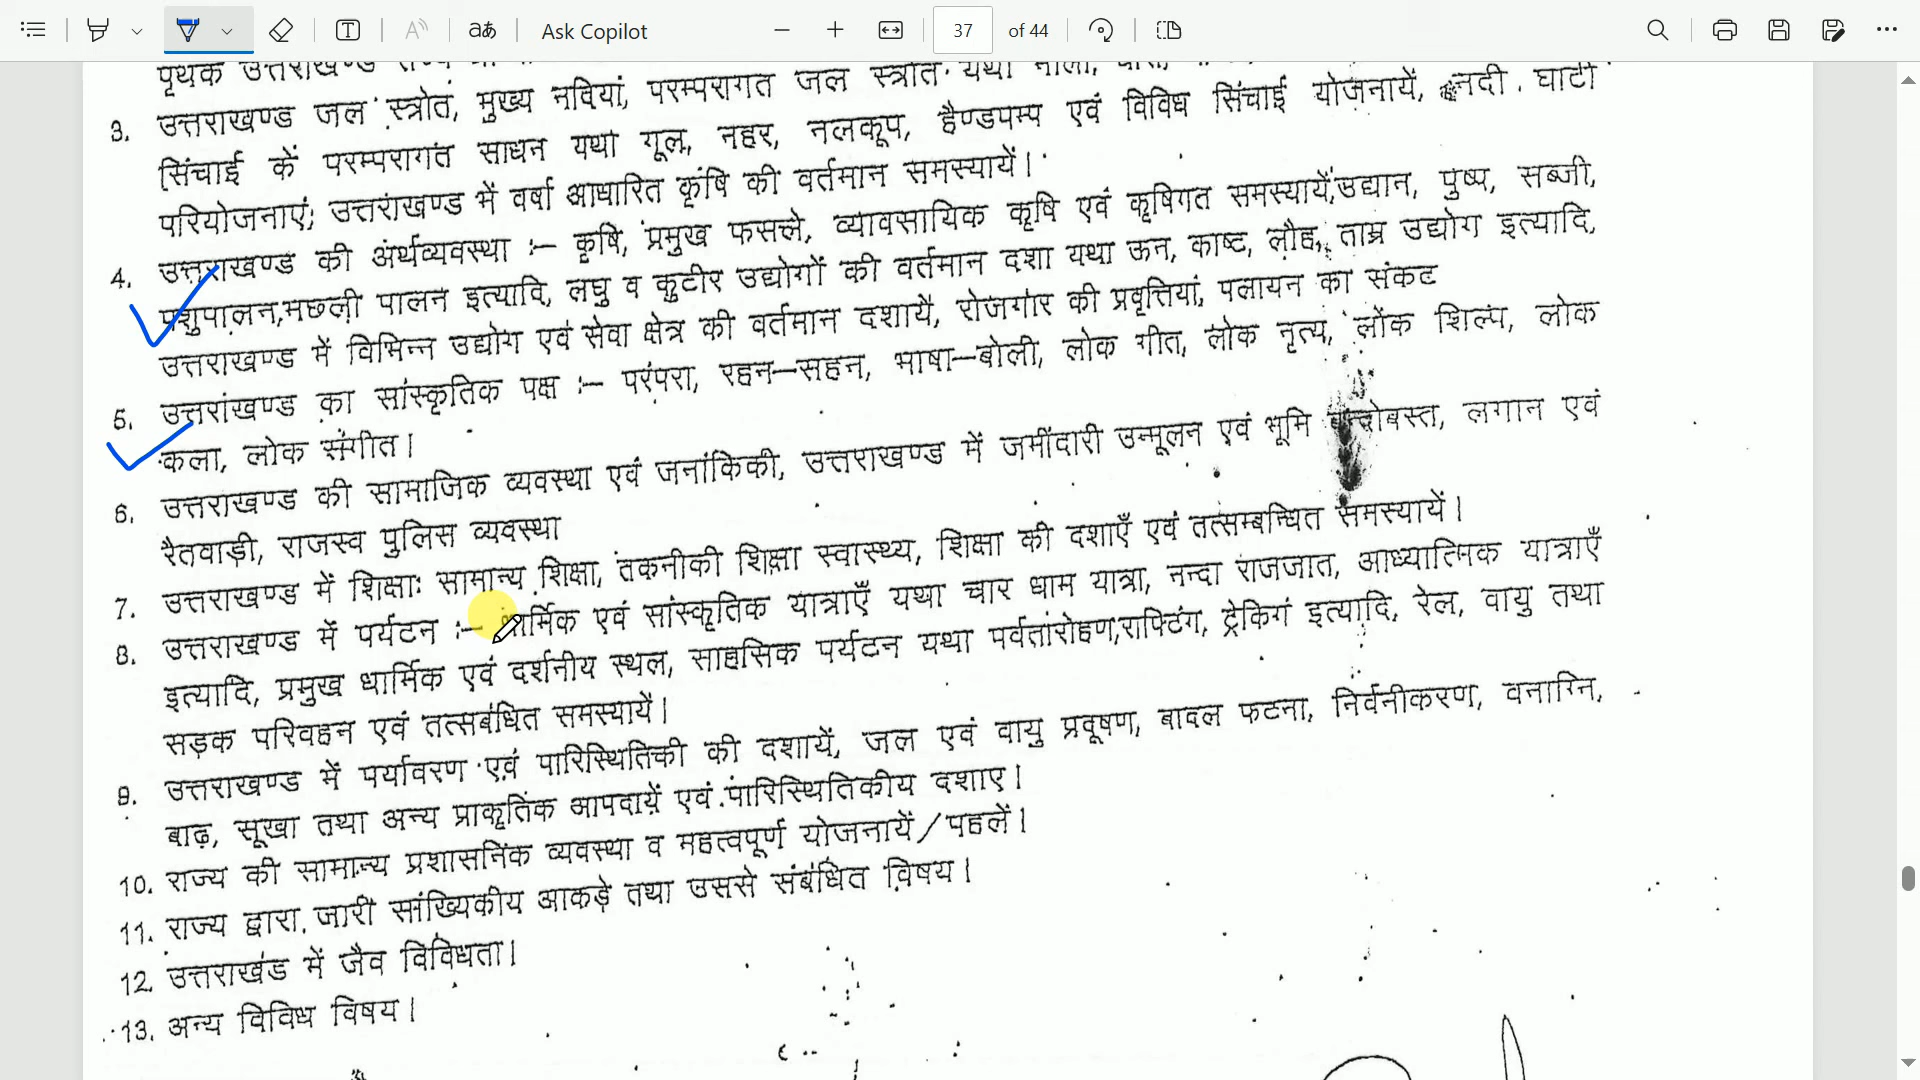 Ask Copilot
37 of 44
पृथक उत्तराखण्ड
3. उत्तराखण्ड जल स्त्रोत, मुख्य नदियां, परम्परागत जल स्त्रोत यथा नौला,
सिंचाई कें परम्परागत साधन यथा गूल, नहर, नलकूप, हैण्डपम्प एवं विविध सिंचाई योजनायें, नदी घाटी
परियोजनाएं; उत्तराखण्ड में वर्षा आधारित कृषि की वर्तमान समस्यायें।
4. उत्तराखण्ड की अर्थव्यवस्था :– कृषि, प्रमुख फसलें, व्यावसायिक कृषि एवं कृषिगत समस्यायें,उद्यान, पुष्प, सब्जी,
पशुपालन,मछली पालन इत्यादि, लघु व कुटीर उद्योगों की वर्तमान दशा यथा ऊन, काष्ट, लौह, ताम्र उद्योग इत्यादि,
उत्तराखण्ड में विभिन्न उद्योग एवं सेवा क्षेत्र की वर्तमान दशायें, रोजगार की प्रवृत्तियां, पलायन का संकट
5. उत्तराखण्ड का सांस्कृतिक पक्ष :– परंपरा, रहन–सहन, भाषा–बोली, लोक गीत, लोक नृत्य, लोक शिल्प, लोक
कला, लोक संगीत।
6. उत्तराखण्ड की सामाजिक व्यवस्था एवं जनांकिकी, उत्तराखण्ड में जमींदारी उन्मूलन एवं भूमि बन्दोबस्त, लगान एवं
रैतवाड़ी, राजस्व पुलिस व्यवस्था
7. उत्तराखण्ड में शिक्षाः सामान्य शिक्षा, तकनीकी शिक्षा स्वास्थ्य, शिक्षा की दशाएँ एवं तत्सम्बन्धित समस्यायें।
8. उत्तराखण्ड में पर्यटन :– धार्मिक एवं सांस्कृतिक यात्राएँ यथा चार धाम यात्रा, नन्दा राजजात, आध्यात्मिक यात्राएँ
इत्यादि, प्रमुख धार्मिक एवं दर्शनीय स्थल, साहसिक पर्यटन यथा पर्वतारोहण,राफ्टिंग, ट्रेकिगं इत्यादि, रेल, वायु तथा
सड़क परिवहन एवं तत्सबंधित समस्यायें।
9. उत्तराखण्ड में पर्यावरण एवं पारिस्थितिकी की दशायें, जल एवं वायु प्रदूषण, बादल फटना, निर्वनीकरण, वनाग्नि,
बाढ़, सूखा तथा अन्य प्राकृतिक आपदायें एवं पारिस्थितिकीय दशाए।
10. राज्य की सामान्य प्रशासनिक व्यवस्था व महत्वपूर्ण योजनायें/पहलें।
11. राज्य द्वारा जारी सांख्यिकीय आकड़े तथा उससे संबंधित विषय।
12. उत्तराखंड में जैव विविधता।
13. अन्य विविध विषय।